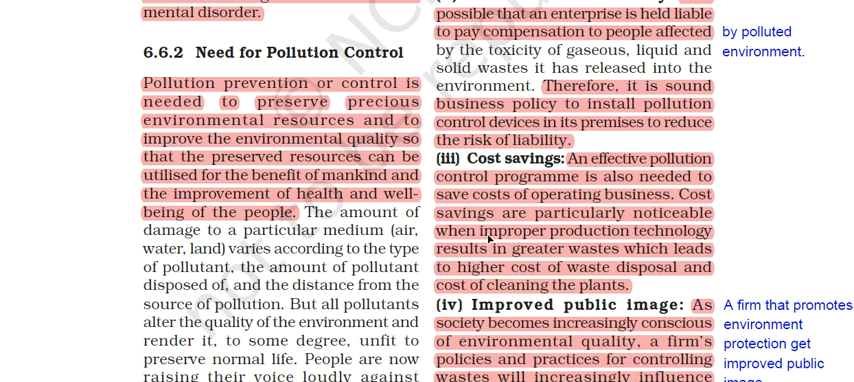 mental disorder.
6.6.2 Need for Pollution Control
Pollution prevention or control is
needed to preserve precious
environmental resources and to
improve the environmental quality so
that the preserved resources can be
utilised for the benefit of mankind and
the improvement of health and well-
being of the people. The amount of
damage to a particular medium (air,
water, land) varies according to the type
of pollutant, the amount of pollutant
disposed of, and the distance from the
source of pollution. But all pollutants
alter the quality of the environment and
render it, to some degree, unfit to
preserve normal life. People are now
raising their voice loudly against
possible that an enterprise is held liable
to pay compensation to people affected
by the toxicity of gaseous, liquid and
solid wastes it has released into the
environment. Therefore, it is sound
business policy to install pollution
control devices in its premises to reduce
the risk of liability.
(iii) Cost savings: An effective pollution
control programme is also needed to
save costs of operating business. Cost
savings are particularly noticeable
when improper production technology
results in greater wastes which leads
to higher cost of waste disposal and
cost of cleaning the plants.
(iv) Improved public image: As
society becomes increasingly conscious
of environmental quality, a firm's
policies and practices for controlling
wastes will increasingly influence
by polluted
environment.
A firm that promotes
environment
protection get
improved public
image